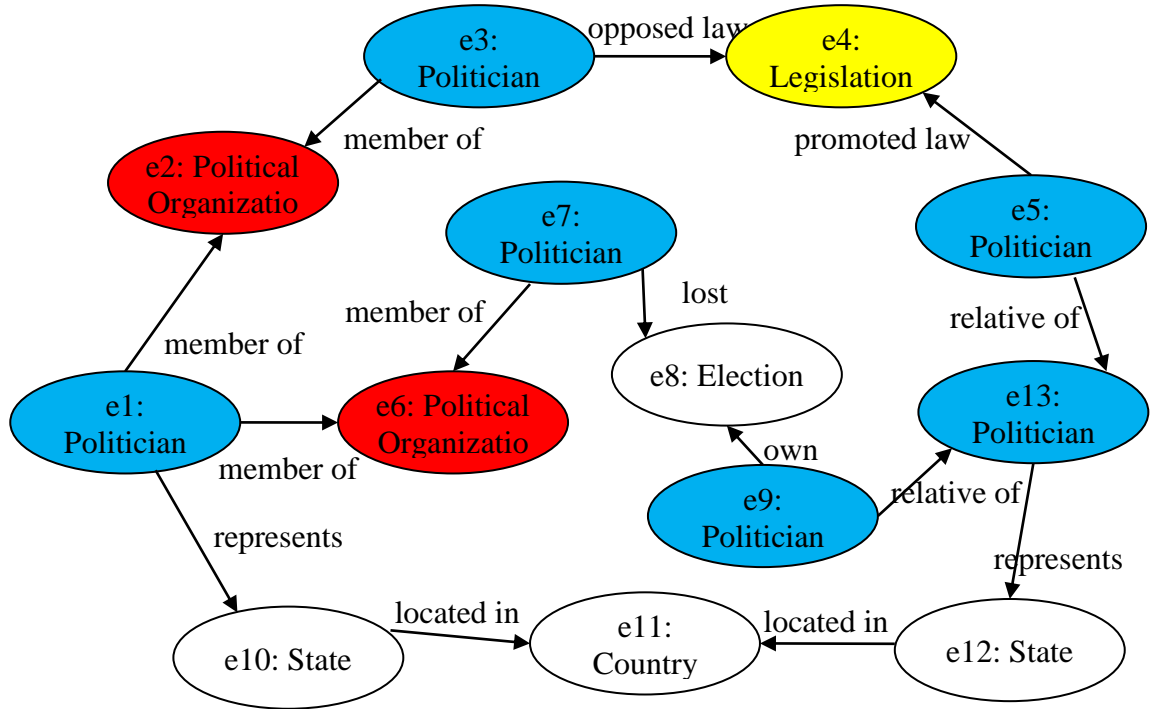 e3:
Politician
opposed law
e4:
Legislation
member of
promoted law
e2: Political
Organizatio
e7:
Politician
e5:
Politician
member of
lost
relative of
member of
e8: Election
e1:
Politician
e6: Political
Organizatio
e13:
Politician
member of
own
relative of
e9:
Politician
represents
represents
located in
located in
e10: State
e11:
Country
e12: State